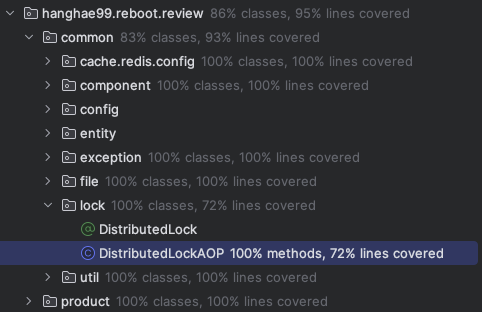 hanghae99.reboot.review 86% classes, 95% lines covered
common 83% classes, 93% lines covered
cache.redis.config 100% classes, 100% lines covered
component 100% classes, 100% lines covered
config
entity
exception 100% classes, 100% lines covered
file 100% classes, 100% lines covered
lock 100% classes, 72% lines covered
DistributedLock
DistributedLockAOP 100% methods, 72% lines covered
util 100% classes, 100% lines covered
product 100% classes, 100% lines covered